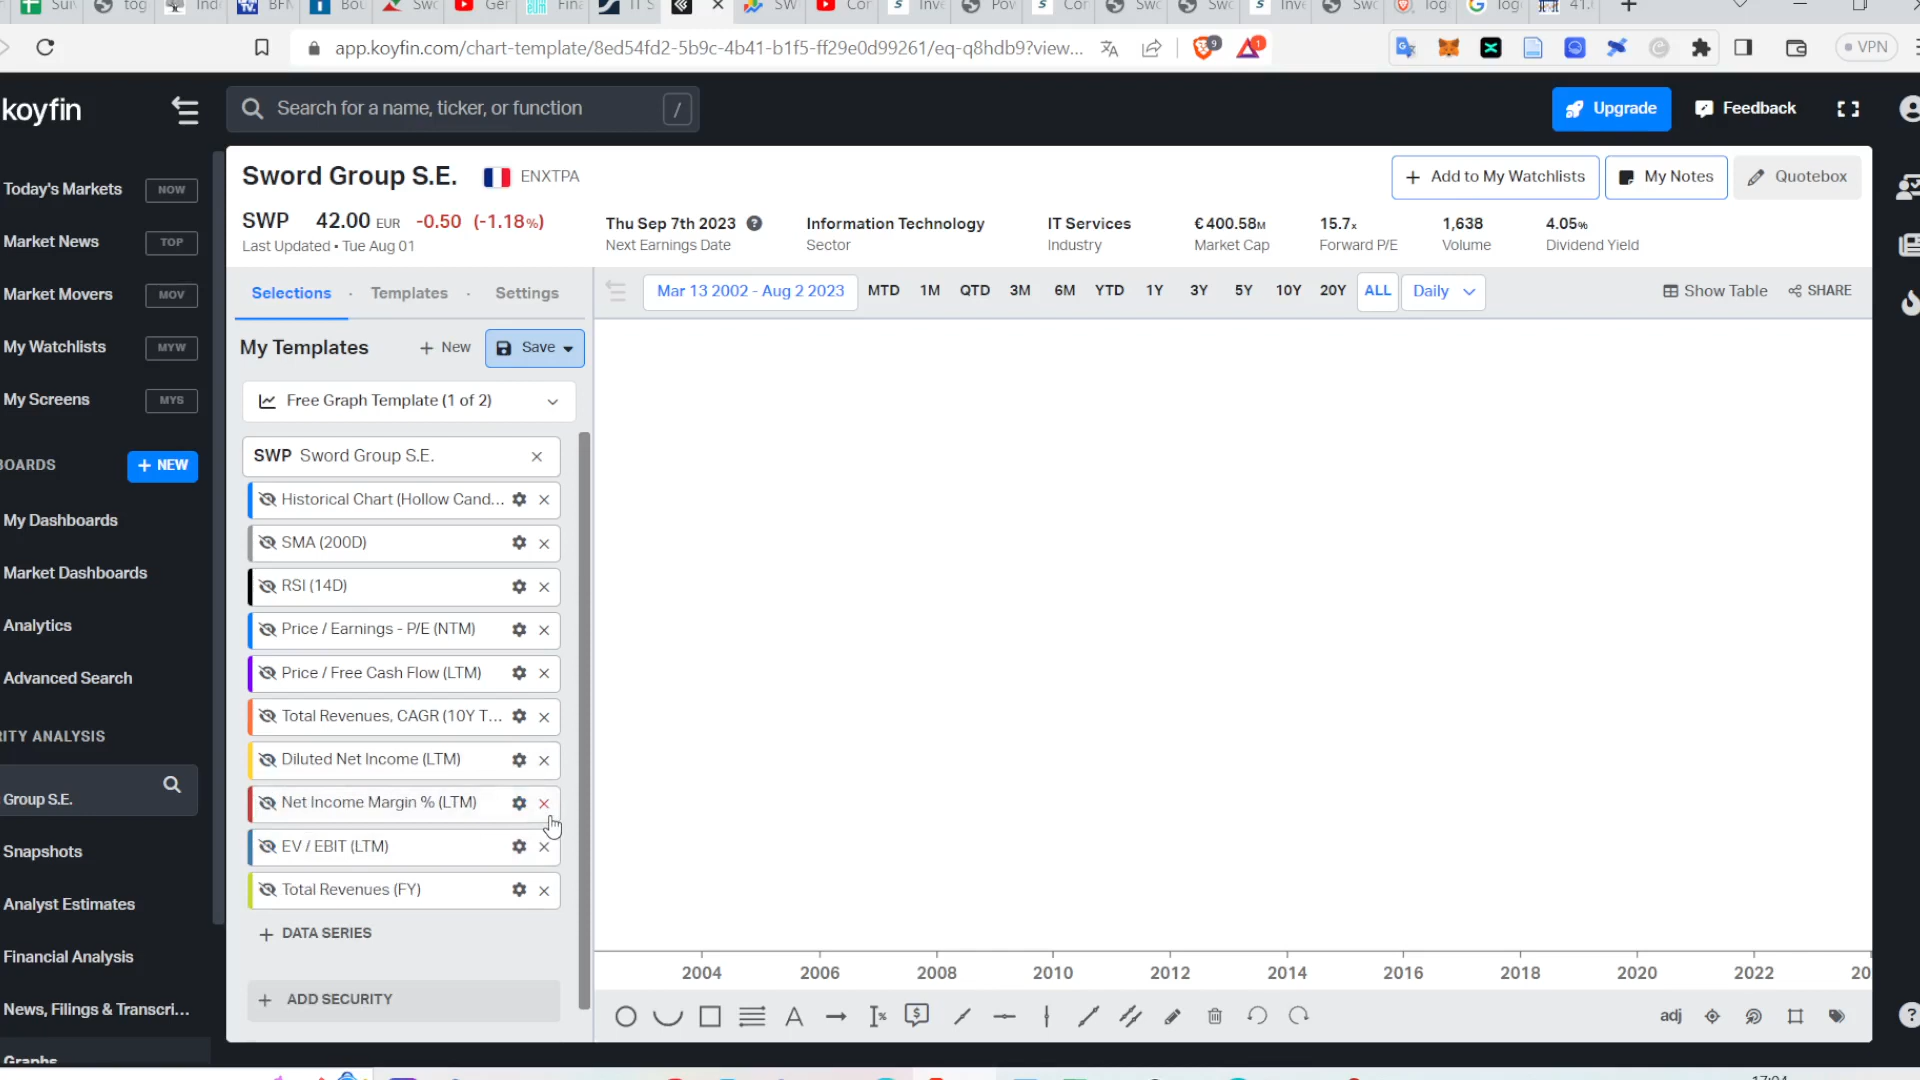 app.koyfin.com/chart-template/8ed54fd2-5b9c-4b41-b1f5-ff29e0d99261/eq-q8hdb9?view...
9
1
VPN
koyfin
Search for a name, ticker, or function
/
Upgrade
Feedback
Today's Markets NOW
Market News TOP
Market Movers MOV
My Watchlists MYW
My Screens MYS
BOARDS
+ NEW
My Dashboards
Market Dashboards
Analytics
Advanced Search
RITY ANALYSIS
Group S.E.
Snapshots
Analyst Estimates
Financial Analysis
News, Filings & Transcri...
Graphs
Sword Group S.E. ENXTPA
+ Add to My Watchlists
My Notes
Quotebox
SWP 42.00 EUR -0.50 (-1.18%)
Last Updated • Tue Aug 01
Thu Sep 7th 2023
Next Earnings Date
Information Technology
Sector
IT Services
Industry
€400.58M
Market Cap
15.7x
Forward P/E
1,638
Volume
4.05%
Dividend Yield
Selections · Templates · Settings
Mar 13 2002 - Aug 2 2023 MTD 1M QTD 3M 6M YTD 1Y 3Y 5Y 10Y 20Y ALL Daily
Show Table SHARE
My Templates + New Save
Free Graph Template (1 of 2)
SWP Sword Group S.E.
Historical Chart (Hollow Cand...
SMA (200D)
RSI (14D)
Price / Earnings - P/E (NTM)
Price / Free Cash Flow (LTM)
Total Revenues, CAGR (10Y T...
Diluted Net Income (LTM)
Net Income Margin % (LTM)
EV / EBIT (LTM)
Total Revenues (FY)
+ DATA SERIES
+ ADD SECURITY
2004 2006 2008 2010 2012 2014 2016 2018 2020 2022 20
adj